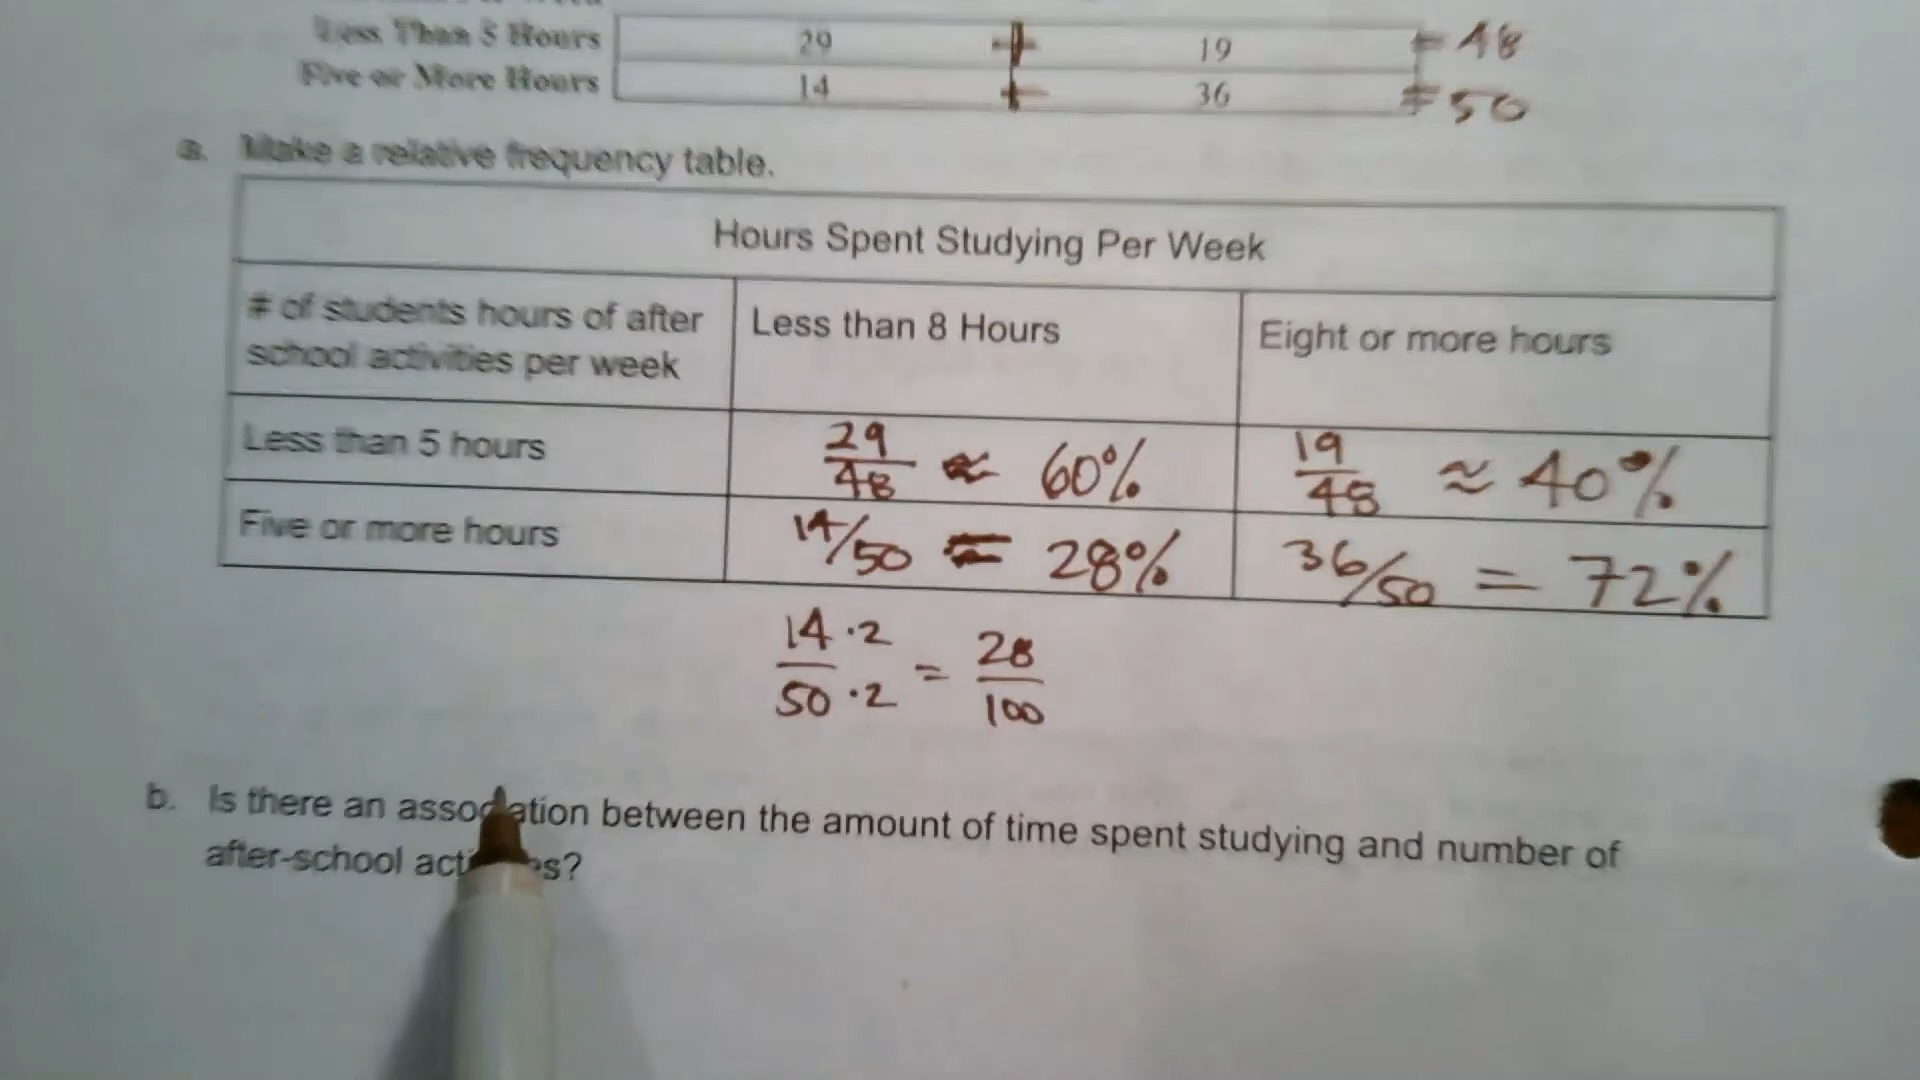 Less Than 5 Hours 29 + 19 = 48
Five or More Hours 14 + 36 = 50
a. Make a relative frequency table.
Hours Spent Studying Per Week
# of students hours of after school activities per week
Less than 8 Hours
Eight or more hours
Less than 5 hours 29/48 ≈ 60% 19/48 ≈ 40%
Five or more hours 14/50 = 28% 36/50 = 72%
14 · 2 / 50 · 2 = 28 / 100
b. Is there an association between the amount of time spent studying and number of
after-school activities?